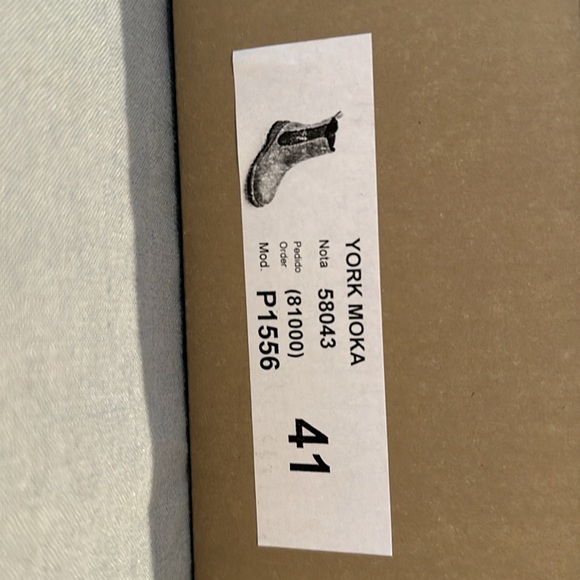 YORK MOKA
Nota 58043
Pedido
Order (81000)
Mod. P1556
41